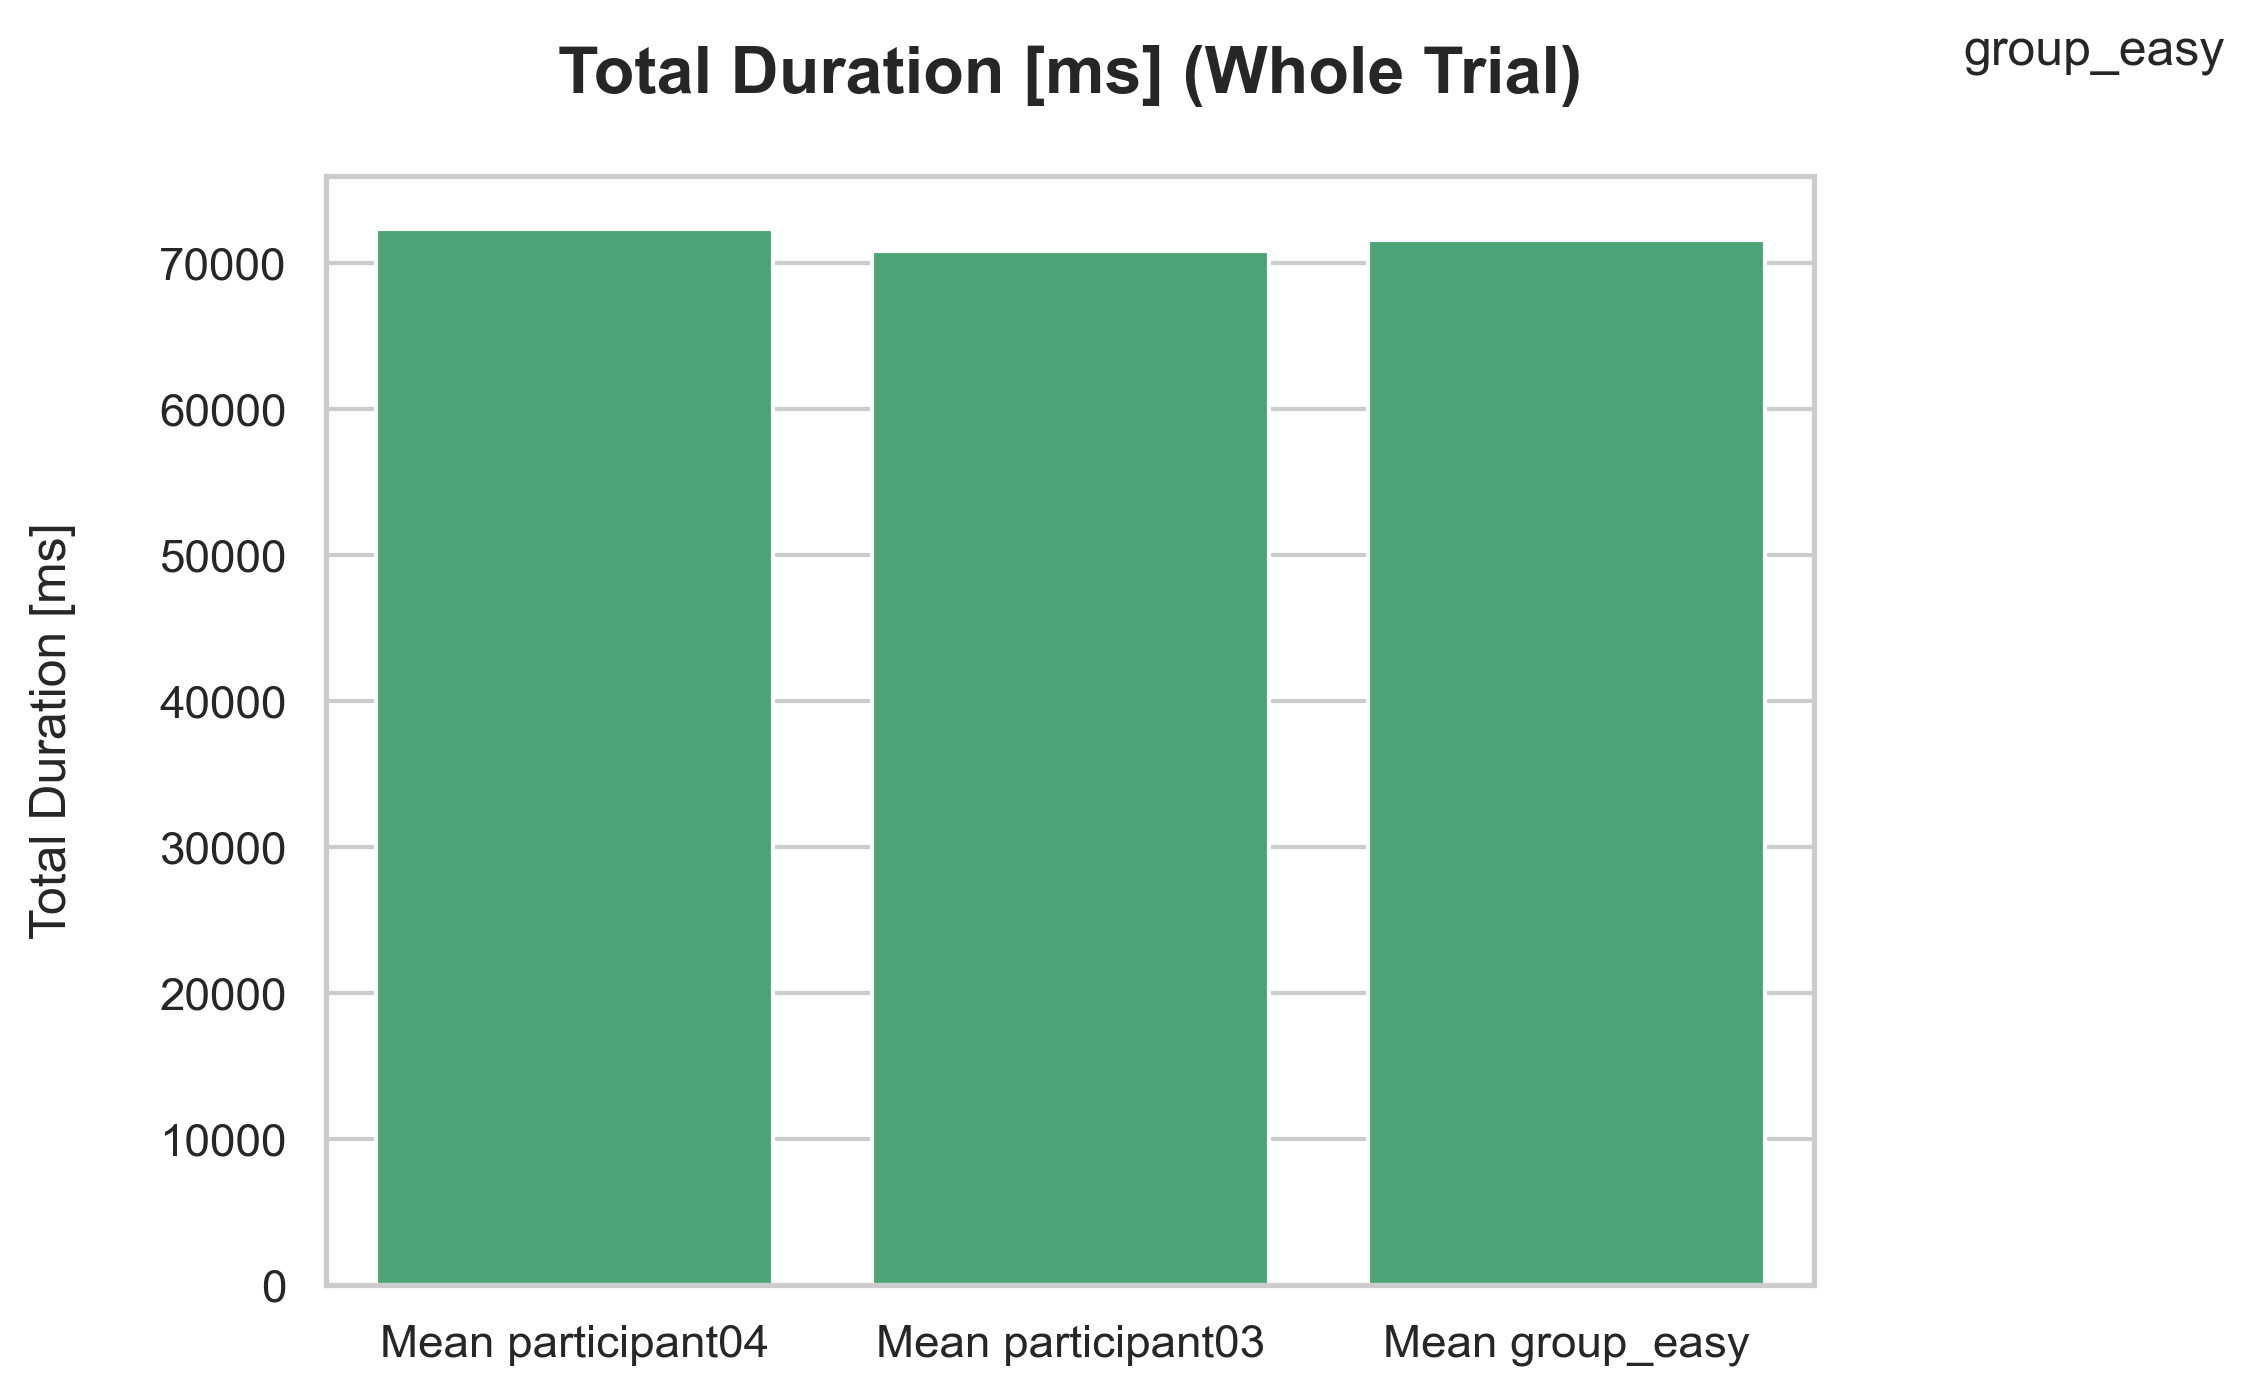 Total Duration [ms] (Whole Trial)
group_easy
Total Duration [ms]
70000
60000
50000
40000
30000
20000
10000
0
Mean participant04
Mean participant03
Mean group_easy